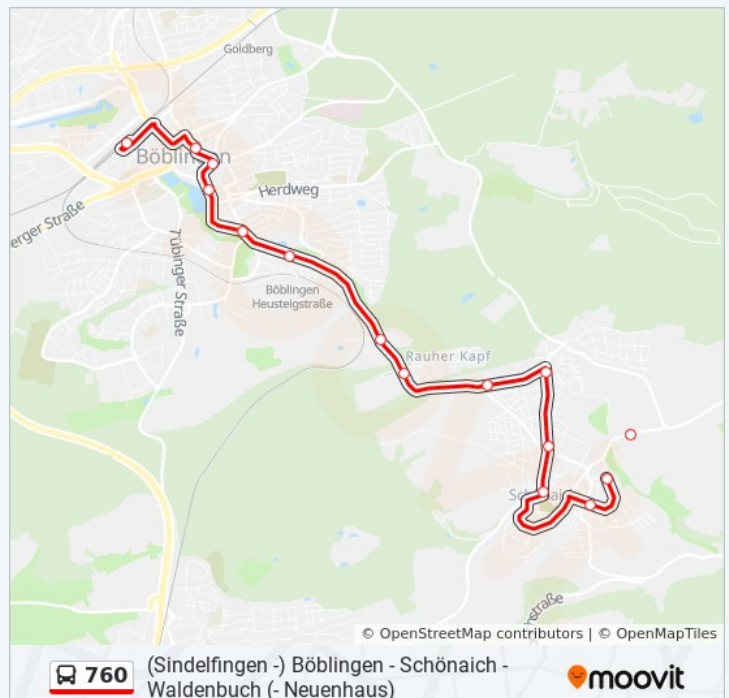 Goldberg
Böblingen
Herdweg
erger Straße
Tübinger Straße
Böblingen
Heusteigstraße
Rauher Kapf
© OpenStreetMap contributors | © OpenMapTiles
760
(Sindelfingen -) Böblingen - Schönaich -
Waldenbuch (- Neuenhaus)
moovit